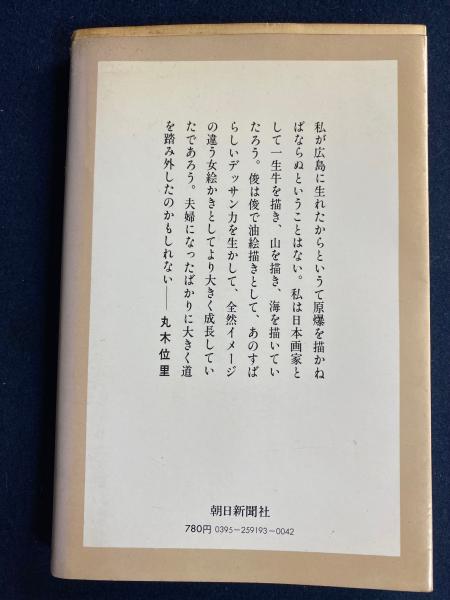 私が広島に生れたからというて原爆を描かね
ばならぬということはない。私は日本画家と
して一生牛を描き、山を描き、海を描いてい
たろう。俊は俊で油絵描きとして、あのすば
らしいデッサン力を生かして、全然イメージ
の違う女絵かきとしてより大きく成長してい
たであろう。夫婦になったばかりに大きく道
を踏み外したのかもしれない――丸木位里
朝日新聞社
780円 0395-259193-0042